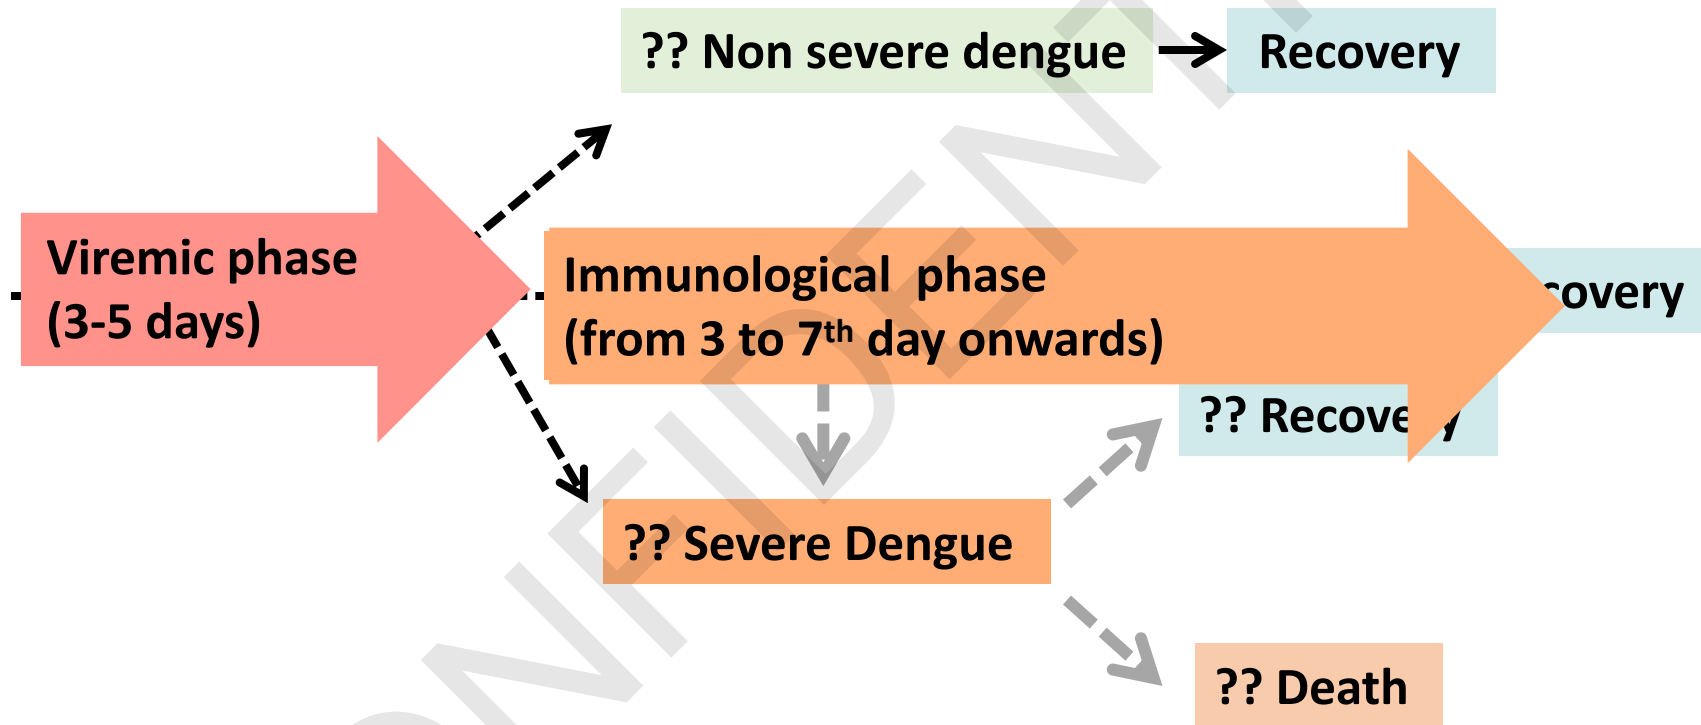 ?? Non severe dengue
Recovery
Viremic phase
(3-5 days)
Immunological phase
(from 3 to 7th day onwards)
covery
?? Recovery
?? Severe Dengue
?? Death